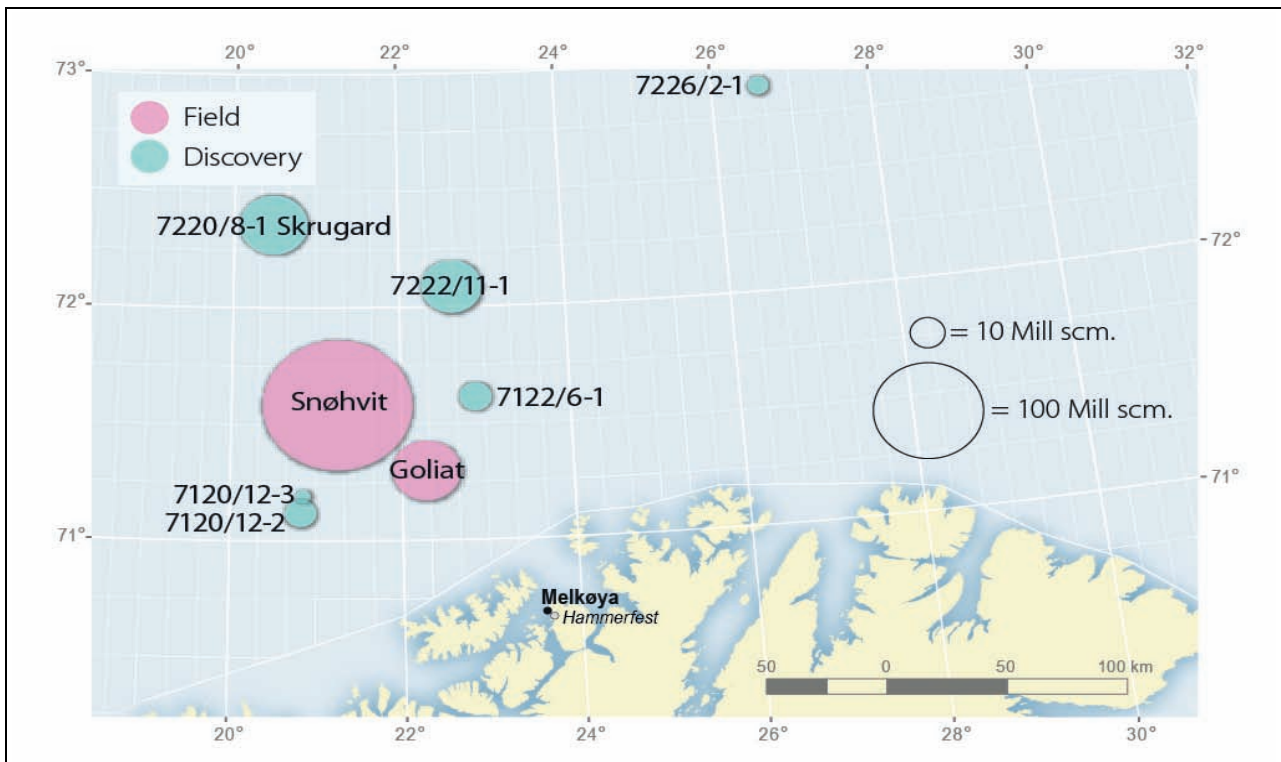 20° 22° 24° 26° 28° 30° 32°
73°
7226/2-1
Field
Discovery
7220/8-1 Skrugard
72°
7222/11-1
72°
= 10 Mill scm.
Snøhvit
7122/6-1
= 100 Mill scm.
Goliat
71°
7120/12-3
7120/12-2
71°
Melkøya
Hammerfest
50 0 50 100 km
20° 22° 24° 26° 28° 30°